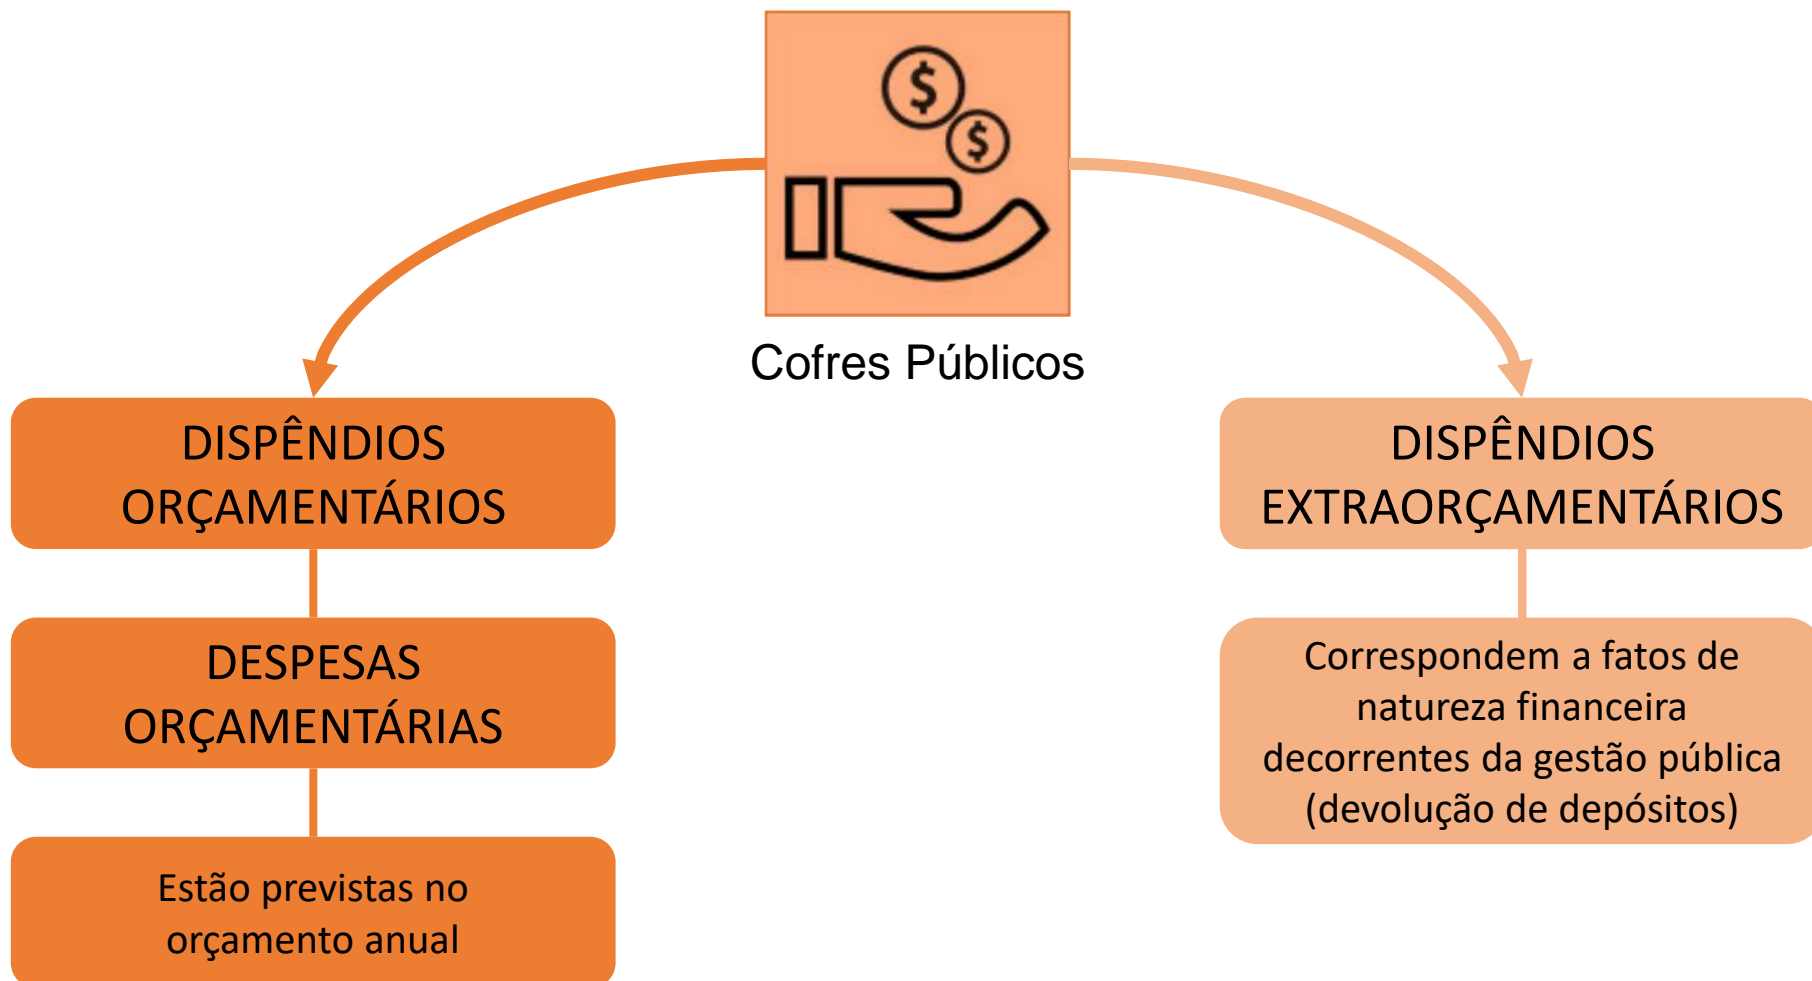 $
$
Cofres Públicos
DISPÊNDIOS
ORÇAMENTÁRIOS
DESPESAS
ORÇAMENTÁRIAS
Estão previstas no
orçamento anual
DISPÊNDIOS
EXTRAORÇAMENTÁRIOS
Correspondem a fatos de
natureza financeira
decorrentes da gestão pública
(devolução de depósitos)